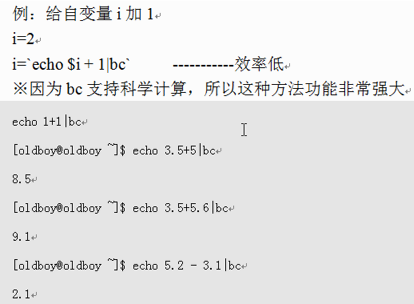 例：给自变量 i 加 1
i=2
i=`echo $i + 1|bc` -----------效率低
※因为 bc 支持科学计算，所以这种方法功能非常强大
echo 1+1|bc
[oldboy@oldboy ~]$ echo 3.5+5|bc
8.5
[oldboy@oldboy ~]$ echo 3.5+5.6|bc
9.1
[oldboy@oldboy ~]$ echo 5.2 - 3.1|bc
2.1